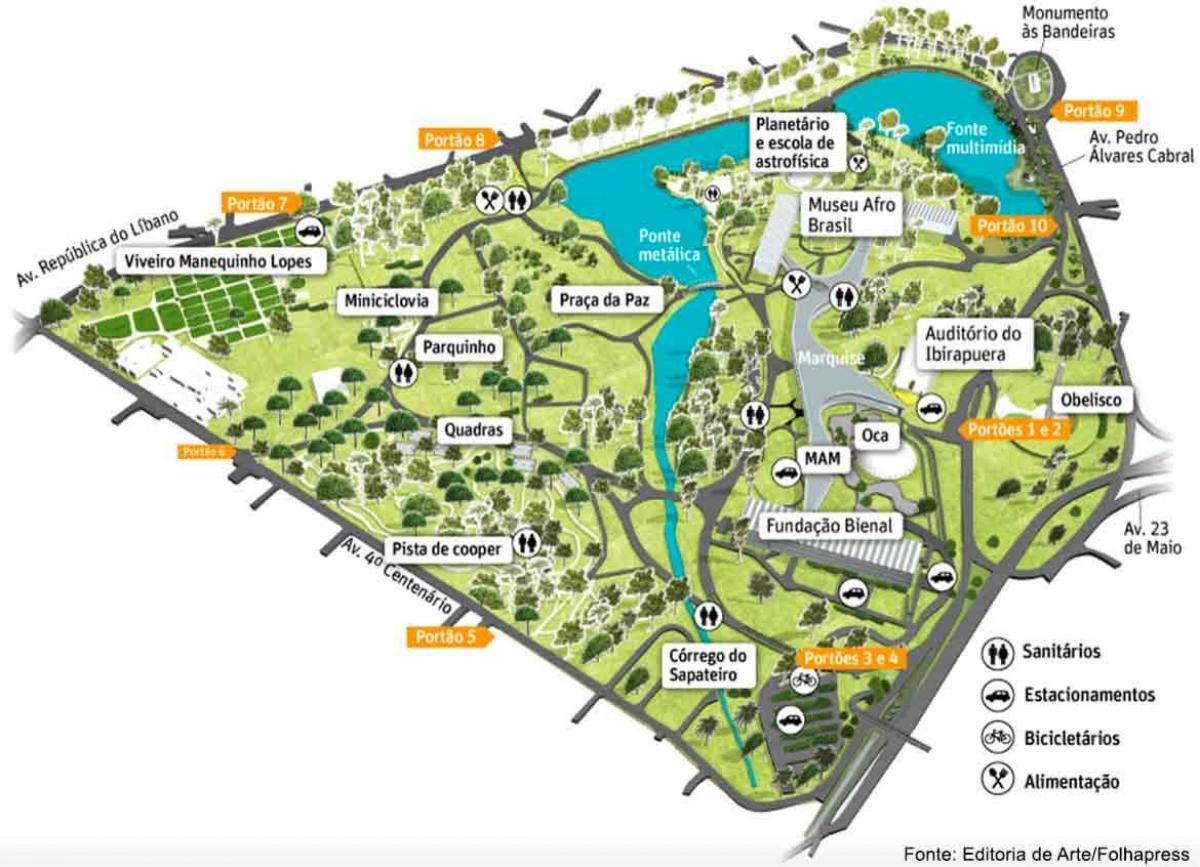 Monumento
às Bandeiras
Portão 9
Av. Pedro
Álvares Cabral
Planetário
e escola de
astrofísica
Fonte
multimídia
Portão 8
Portão 7
Av. República do Líbano
Viveiro Manequinho Lopes
Museu Afro
Brasil
Portão 10
Ponte
metálica
Miniciclovia
Praça da Paz
Parquinho
Marquise
Auditório do
Ibirapuera
Obelisco
Quadras
Portões 1 e 2
Oca
MAM
Portão 6
Fundação Bienal
Av. 23
de Maio
Pista de cooper
Av. 4º Centenário
Portão 5
Córrego do
Sapateiro
Portões 3 e 4
Sanitários
Estacionamentos
Bicicletários
Alimentação
Fonte: Editoria de Arte/Folhapress